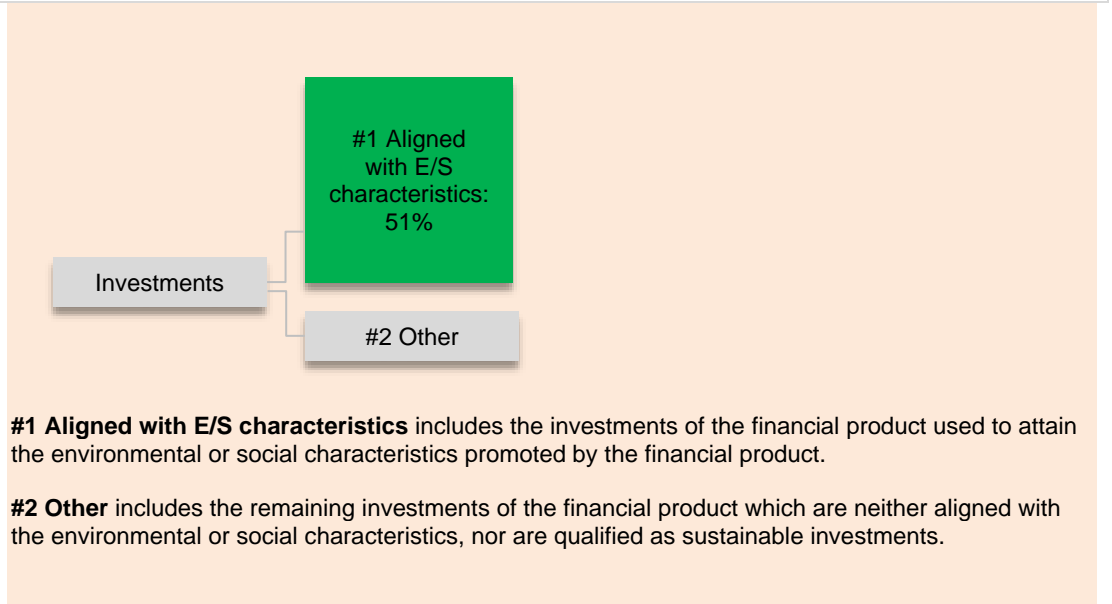 #1 Aligned
with E/S
characteristics:
51%
Investments
#2 Other
#1 Aligned with E/S characteristics includes the investments of the financial product used to attain
the environmental or social characteristics promoted by the financial product.
#2 Other includes the remaining investments of the financial product which are neither aligned with
the environmental or social characteristics, nor are qualified as sustainable investments.